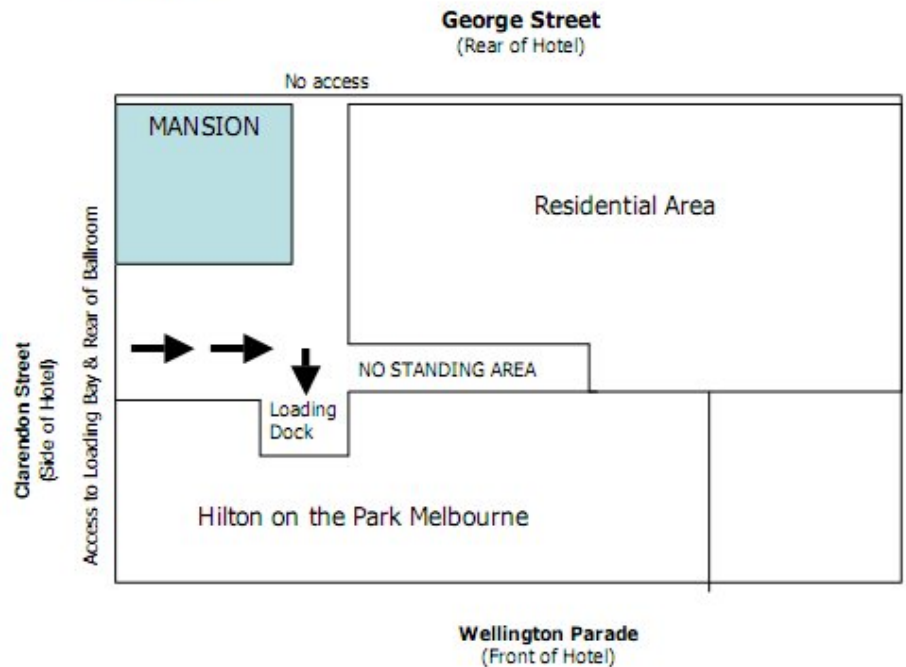 George Street
(Rear of Hotel)
No access
MANSION
Residential Area
Clarendon Street
(Side of Hotel)
Access to Loading Bay & Rear of Ballroom
NO STANDING AREA
Loading
Dock
Hilton on the Park Melbourne
Wellington Parade
(Front of Hotel)